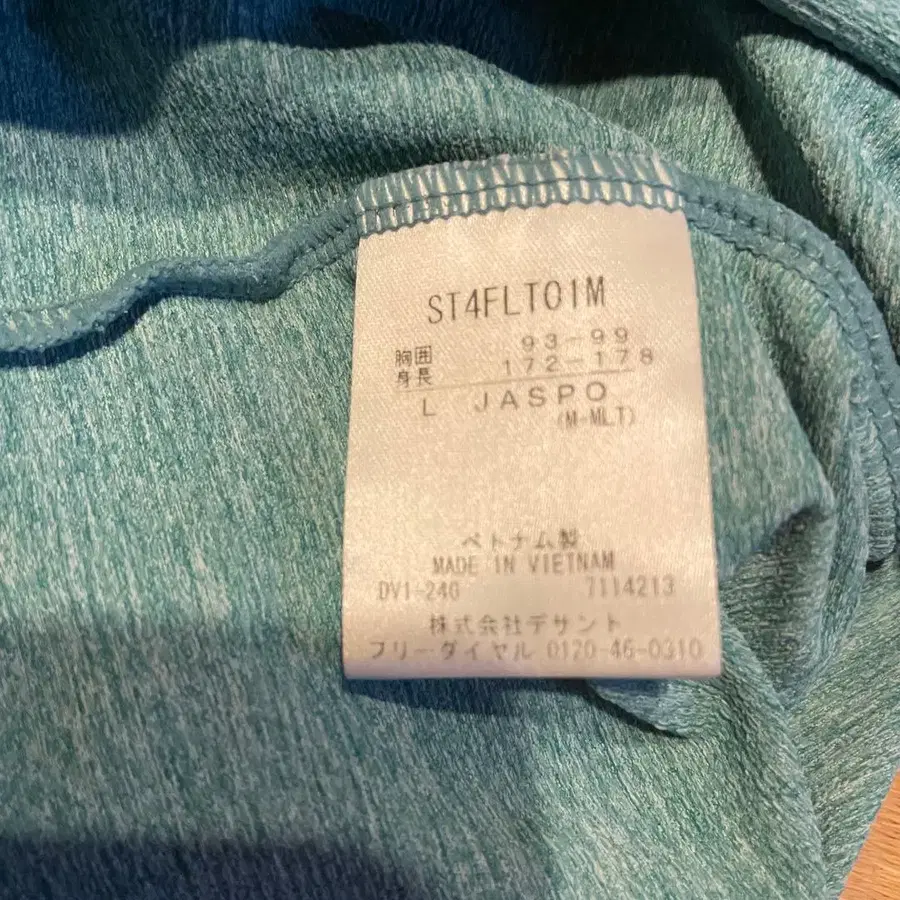 ST4FLT01M
胸囲 93-99
身長 172-178
L JASPO
(M-MLT)
ベトナム製
MADE IN VIETNAM
DV1-24G 7114213
株式会社デサント
フリーダイヤル 0120-46-0310